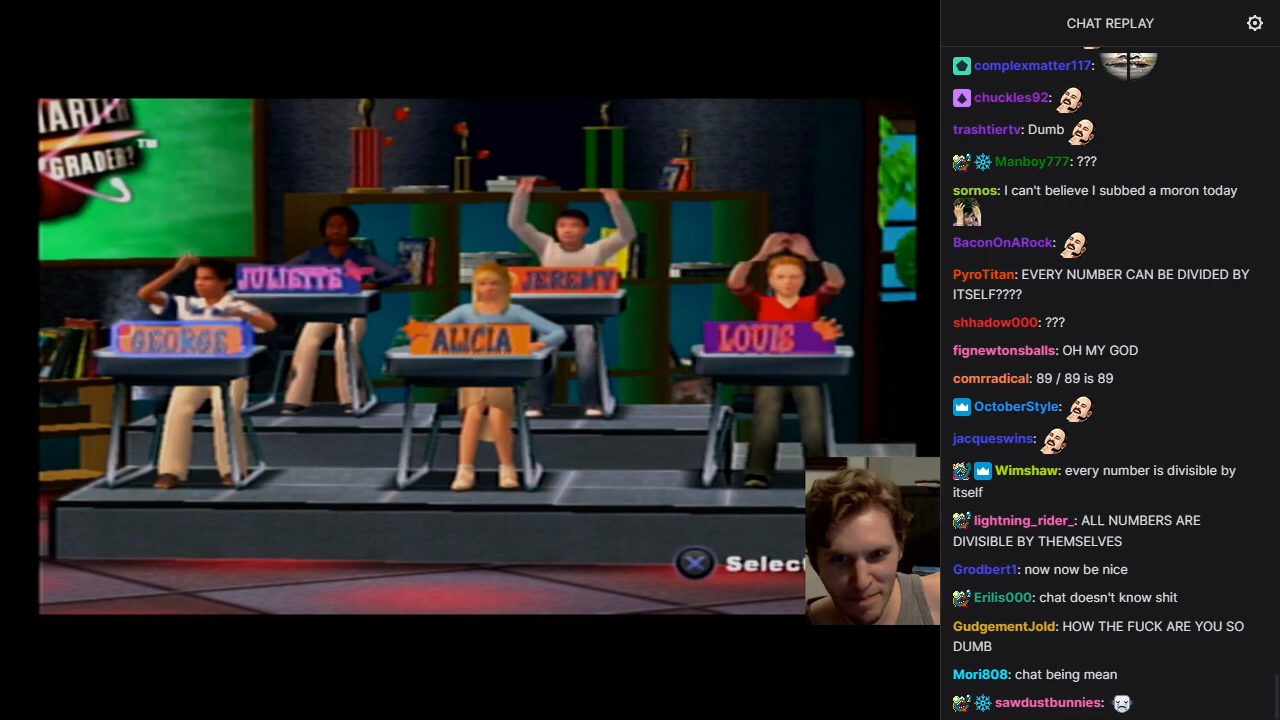 CHAT REPLAY
complexmatter117:
chuckles92:
trashtiertv: Dumb
Manboy777: ???
sornos: I can't believe I subbed a moron today
BaconOnARock:
PyroTitan: EVERY NUMBER CAN BE DIVIDED BY
ITSELF????
shhadow000: ???
fignewtonsballs: OH MY GOD
comrradical: 89 / 89 is 89
OctoberStyle:
jacqueswins:
Wimshaw: every number is divisible by
itself
lightning_rider_: ALL NUMBERS ARE
DIVISIBLE BY THEMSELVES
Grodbert1: now now be nice
Erilis000: chat doesn't know shit
GudgementJold: HOW THE FUCK ARE YOU SO
DUMB
Mori808: chat being mean
sawdustbunnies:
ARTER
GRADER?™
JULIETTE
JEREMY
GEORGE
ALICIA
LOUIS
Select